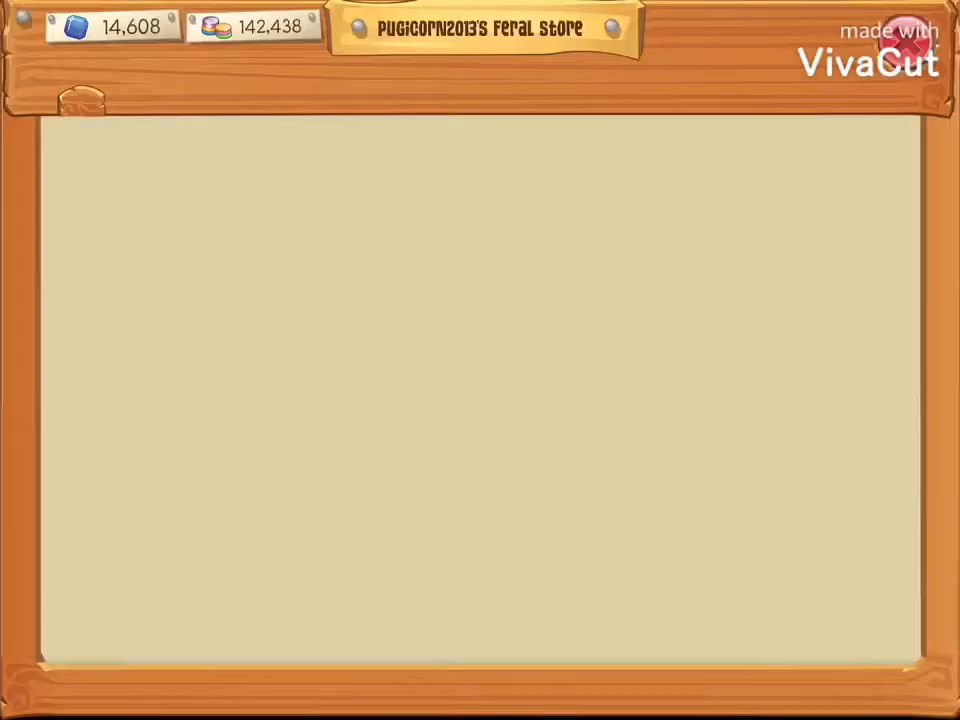 14,608
142,438
PUGICORN2013'S FERAL STORE
made with
VivaCut